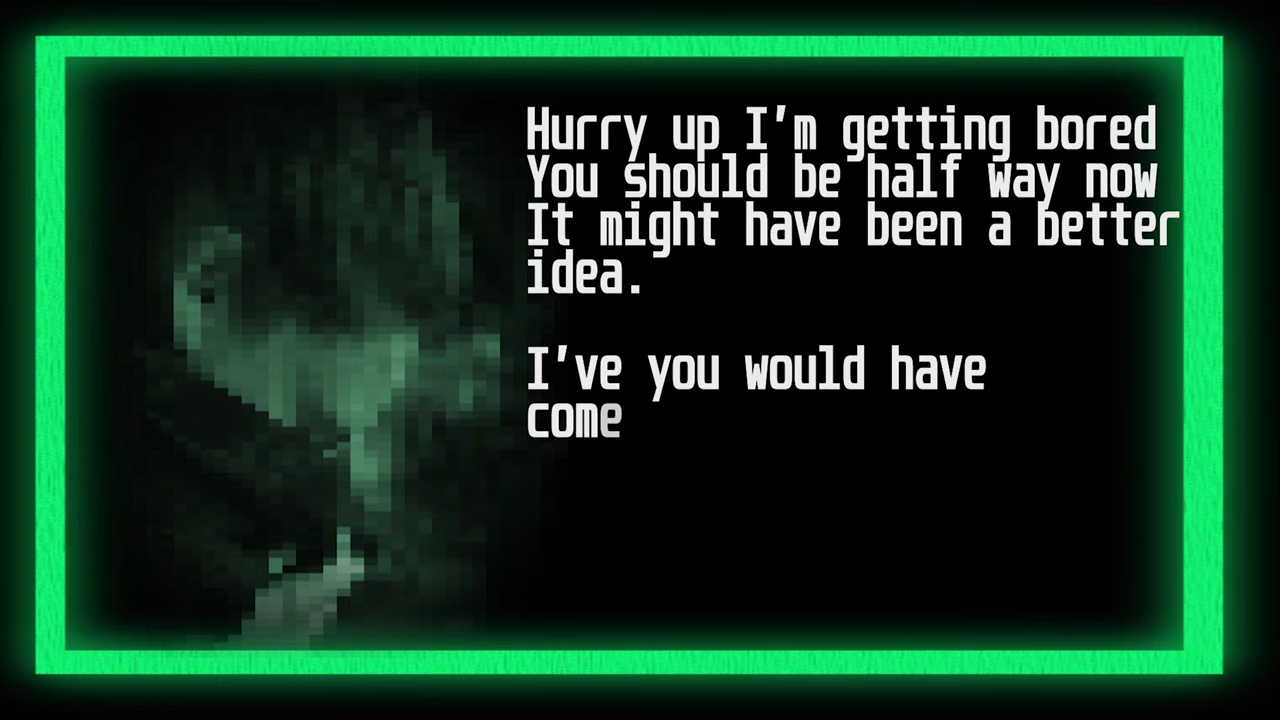 Hurry up I'm getting bored
You should be half way now
It might have been a better
idea.
I've you would have
come